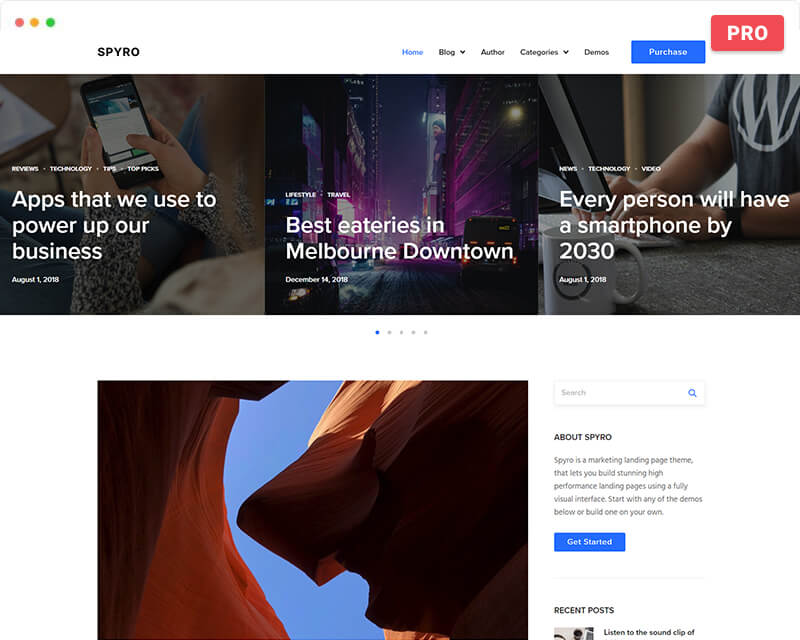 PRO
SPYRO
Home Blog Author Categories Demos Purchase
REVIEWS • TECHNOLOGY • TIPS • TOP PICKS
Apps that we use to
power up our
business
August 1, 2018
LIFESTYLE • TRAVEL
Best eateries in
Melbourne Downtown
December 14, 2018
NEWS • TECHNOLOGY • VIDEO
Every person will have
a smartphone by
2030
August 1, 2018
Search
ABOUT SPYRO
Spyro is a marketing landing page theme,
that lets you build stunning high
performance landing pages using a fully
visual interface. Start with any of the demos
below or build one on your own.
Get Started
RECENT POSTS
Listen to the sound clip of